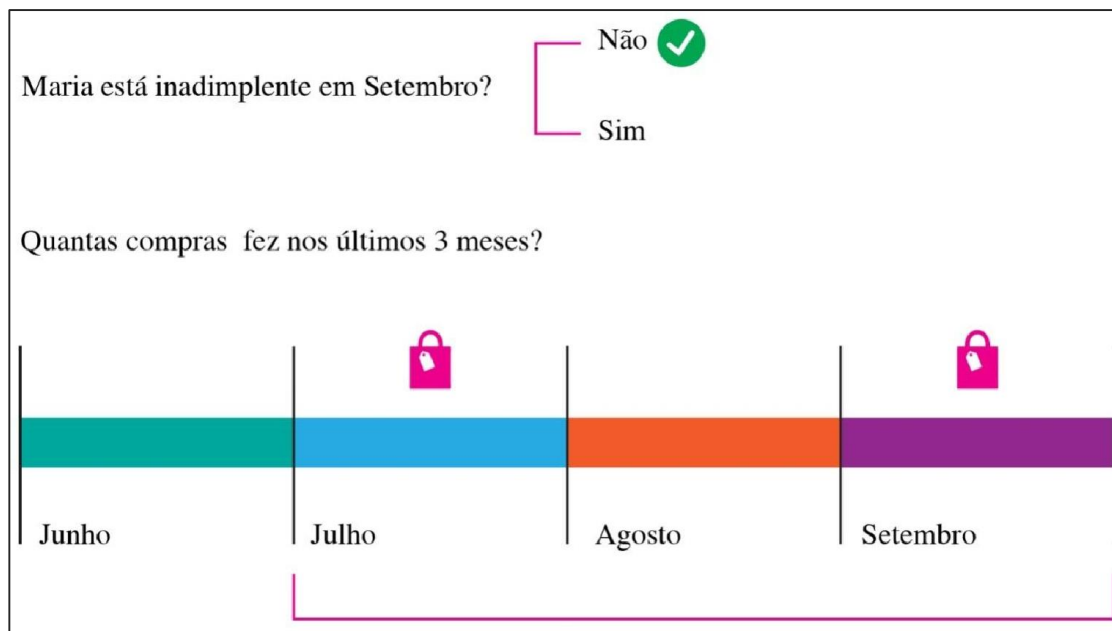 Não
Maria está inadimplente em Setembro?
Sim
Quantas compras fez nos últimos 3 meses?
Junho Julho Agosto Setembro